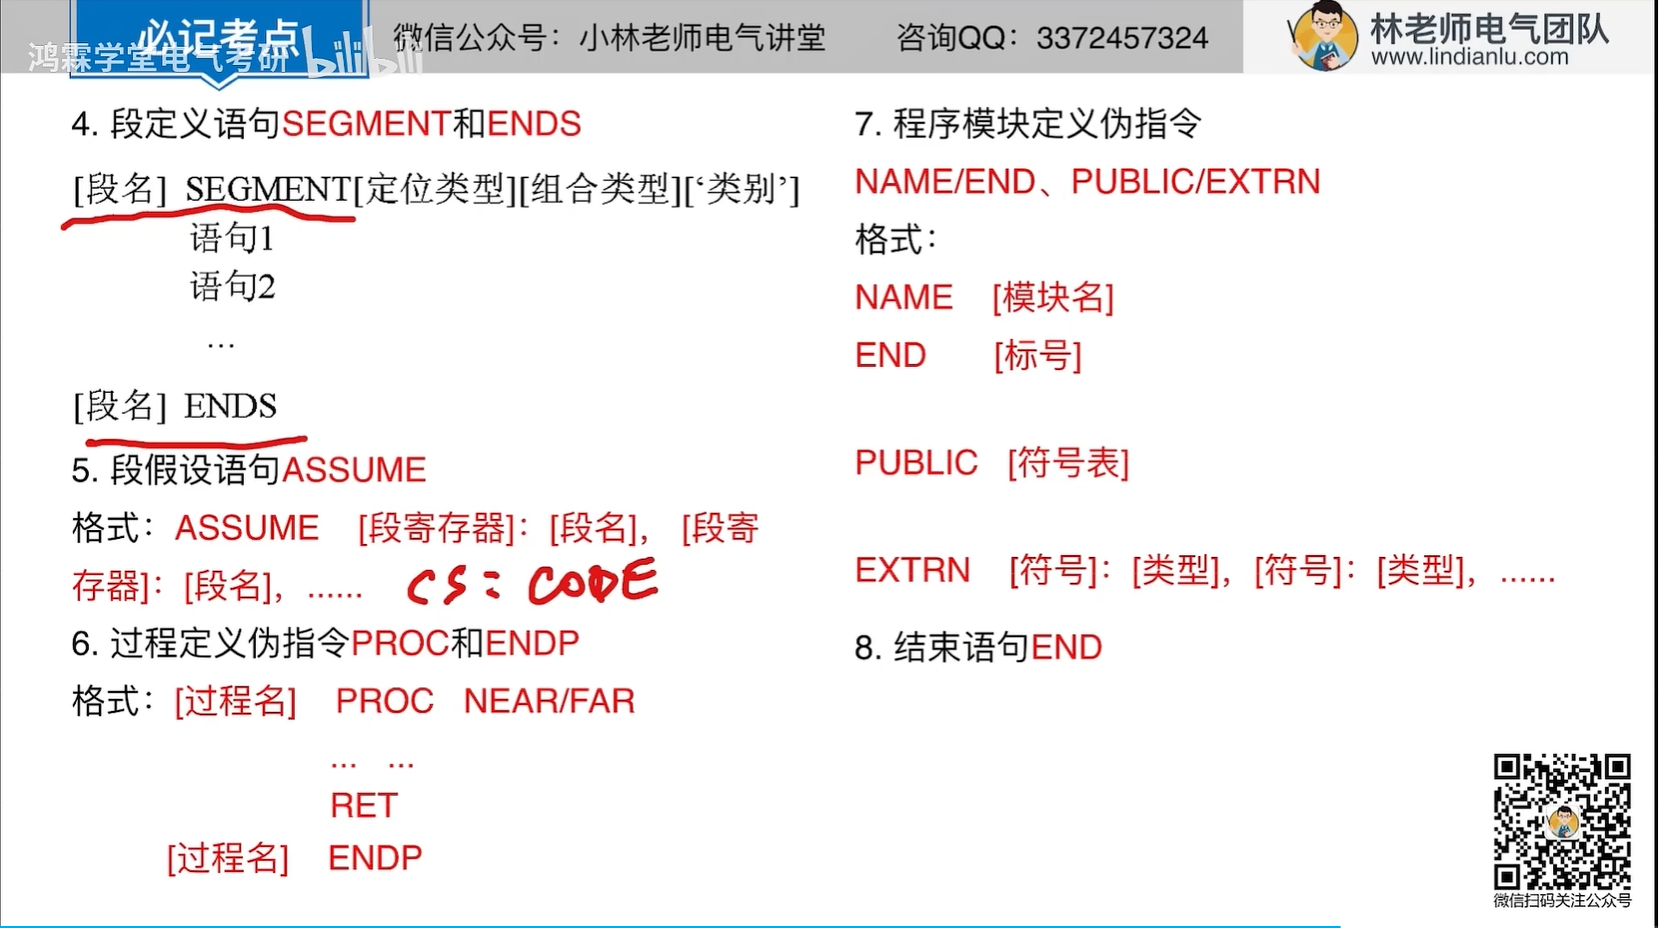 必记考点
鸿霖学堂电气考研 bilibili
微信公众号：小林老师电气讲堂 咨询QQ：3372457324
林老师电气团队
www.lindianlu.com
4. 段定义语句SEGMENT和ENDS
[段名] SEGMENT[定位类型][组合类型][‘类别’]
语句1
语句2
…
[段名] ENDS
5. 段假设语句ASSUME
格式：ASSUME [段寄存器]：[段名]，[段寄
存器]：[段名]，……
CS: CODE
6. 过程定义伪指令PROC和ENDP
格式：[过程名] PROC NEAR/FAR
… …
RET
[过程名] ENDP
7. 程序模块定义伪指令
NAME/END、PUBLIC/EXTRN
格式：
NAME [模块名]
END [标号]
PUBLIC [符号表]
EXTRN [符号]：[类型]，[符号]：[类型]，……
8. 结束语句END
微信扫码关注公众号